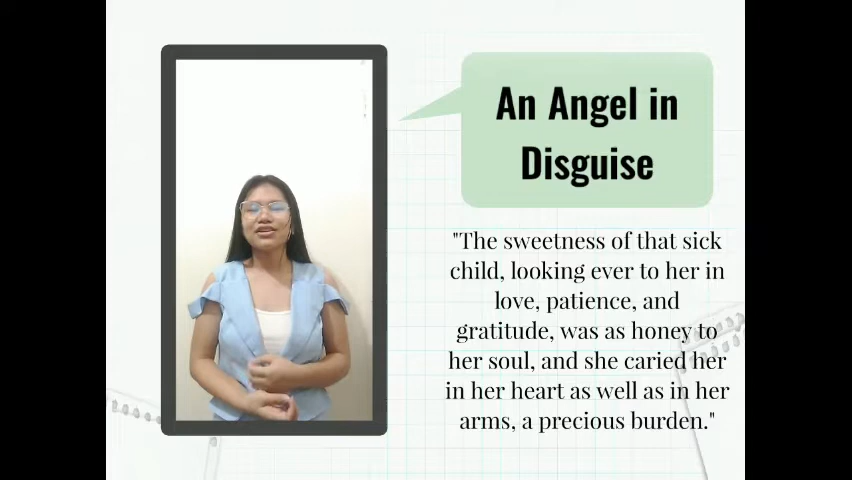 An Angel in
Disguise
"The sweetness of that sick
child, looking ever to her in
love, patience, and
gratitude, was as honey to
her soul, and she caried her
in her heart as well as in her
arms, a precious burden."